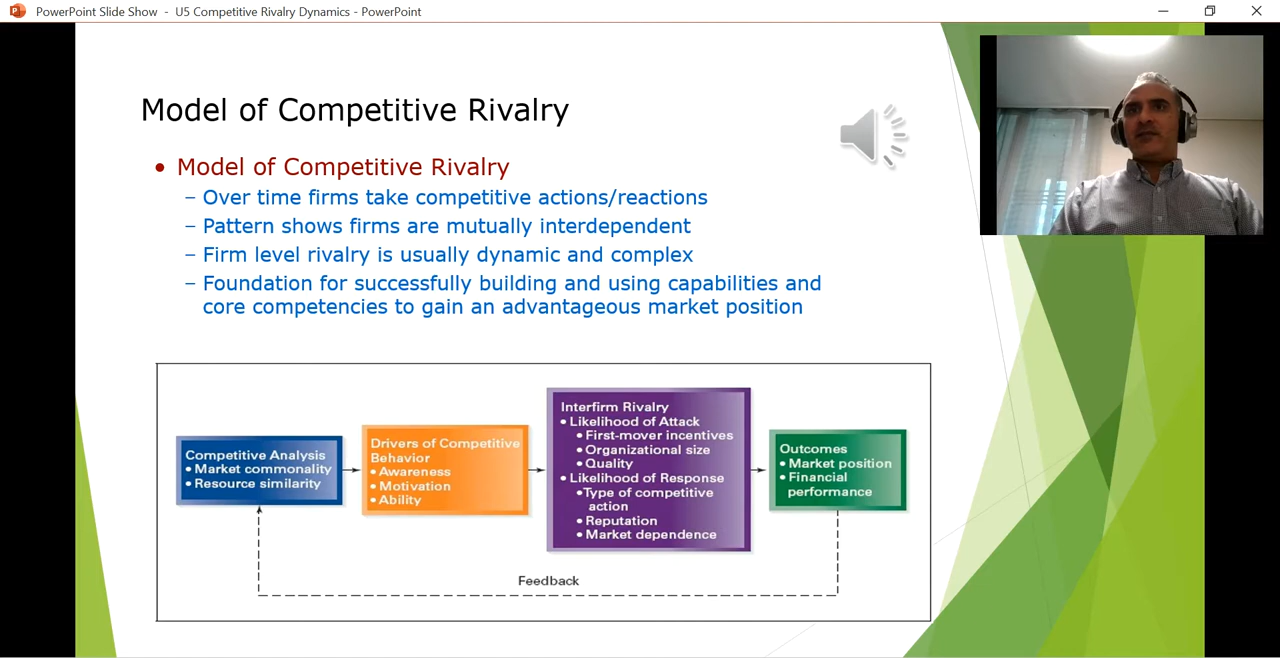 PowerPoint Slide Show - U5 Competitive Rivalry Dynamics - PowerPoint
Model of Competitive Rivalry
• Model of Competitive Rivalry
– Over time firms take competitive actions/reactions
– Pattern shows firms are mutually interdependent
– Firm level rivalry is usually dynamic and complex
– Foundation for successfully building and using capabilities and
core competencies to gain an advantageous market position
Competitive Analysis
• Market commonality
• Resource similarity
Drivers of Competitive
Behavior
• Awareness
• Motivation
• Ability
Interfirm Rivalry
• Likelihood of Attack
• First-mover incentives
• Organizational size
• Quality
• Likelihood of Response
• Type of competitive
action
• Reputation
• Market dependence
Outcomes
• Market position
• Financial
performance
Feedback